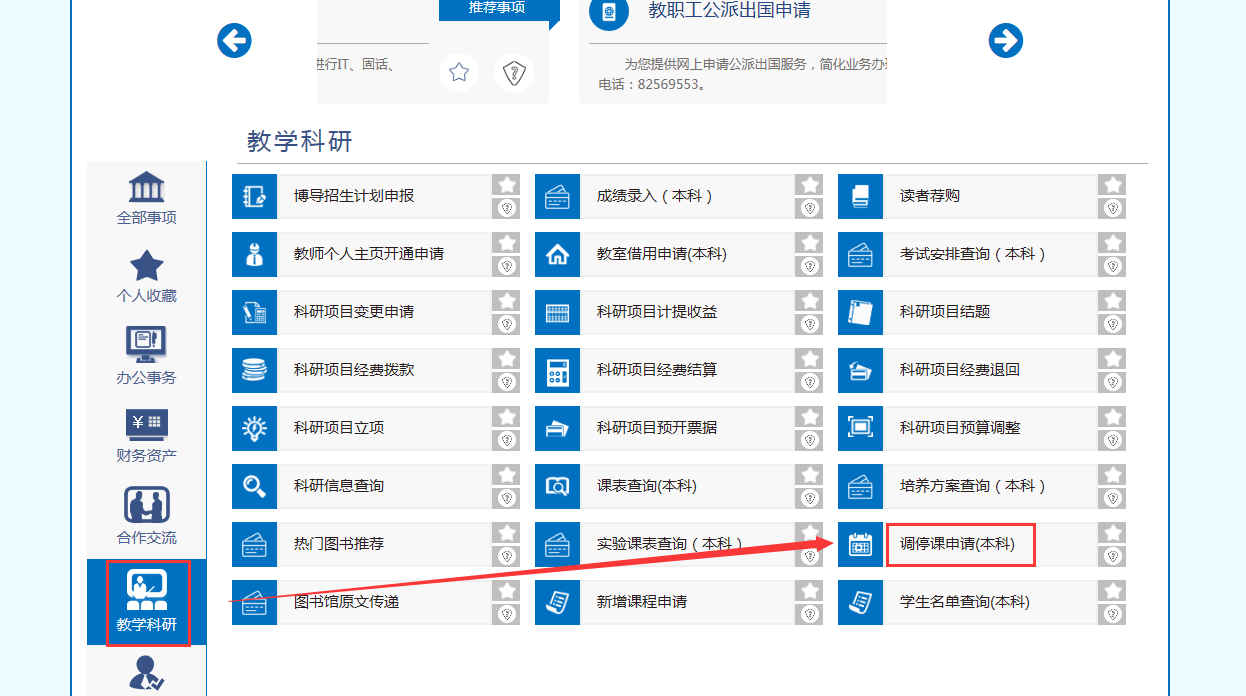 推荐事项
教职工公派出国申请
进行IT、固话、
为您提供网上申请公派出国服务，简化业务办理
电话：82569553。
教学科研
全部事项
个人收藏
办公事务
¥
财务资产
合作交流
教学科研
博导招生计划申报
成绩录入（本科）
读者荐购
教师个人主页开通申请
教室借用申请(本科)
考试安排查询（本科）
科研项目变更申请
科研项目计提收益
科研项目结题
科研项目经费拨款
科研项目经费结算
科研项目经费退回
科研项目立项
科研项目预开票据
科研项目预算调整
科研信息查询
课表查询(本科)
培养方案查询（本科）
热门图书推荐
实验课表查询（本科）
调停课申请(本科)
图书馆原文传递
新增课程申请
学生名单查询(本科)